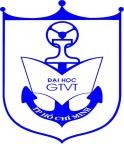 ĐẠI HỌC
GTVT
TP HỒ CHÍ MINH